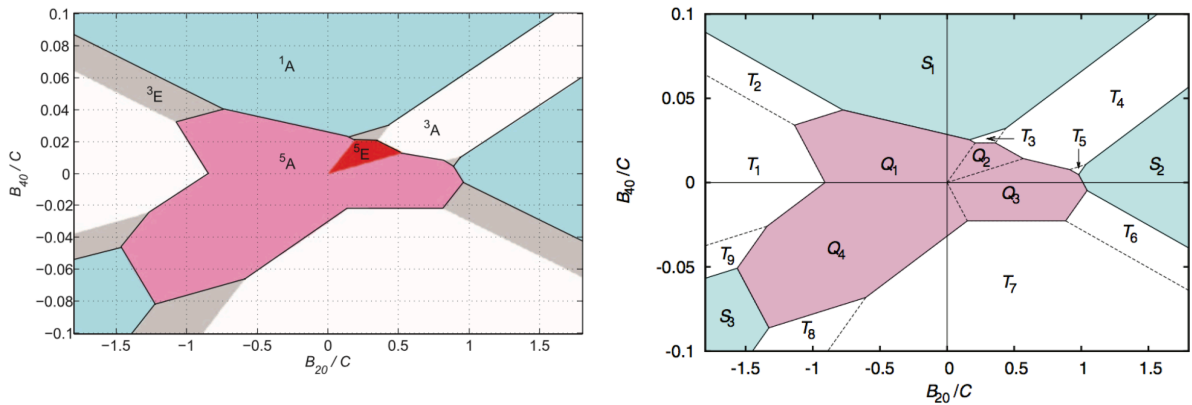 0.1
0.08
0.06
0.04
0.02
0
−0.02
−0.04
−0.06
−0.08
−0.1
B40 / C
−1.5
−1
−0.5
0
0.5
1
1.5
B20 / C
1A
3E
3A
5E
5A
0.1
0.05
0
-0.05
-0.1
B40/C
-1.5
-1
-0.5
0
0.5
1
1.5
B20/C
S1
T2
T4
T3
T5
Q2
T1
Q1
S2
Q3
T6
Q4
T9
T7
S3
T8